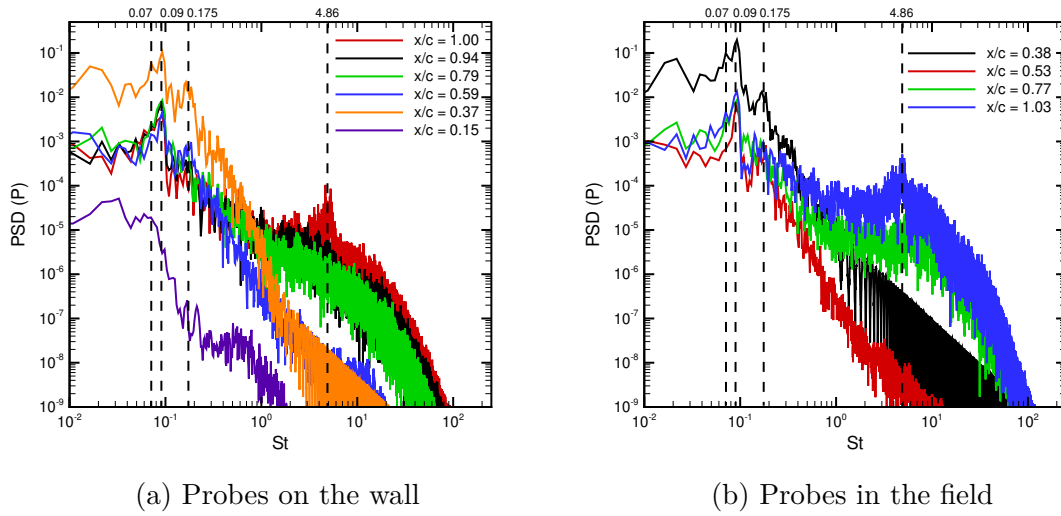 0.07 0.09 0.175 4.86
x/c = 1.00
x/c = 0.94
x/c = 0.79
x/c = 0.59
x/c = 0.37
x/c = 0.15
PSD (P)
10^-1
10^-2
10^-3
10^-4
10^-5
10^-6
10^-7
10^-8
10^-9
10^-2 10^-1 10^0 10^1 10^2
St
(a) Probes on the wall
0.07 0.09 0.175 4.86
x/c = 0.38
x/c = 0.53
x/c = 0.77
x/c = 1.03
PSD (P)
10^-1
10^-2
10^-3
10^-4
10^-5
10^-6
10^-7
10^-8
10^-9
10^-2 10^-1 10^0 10^1 10^2
St
(b) Probes in the field